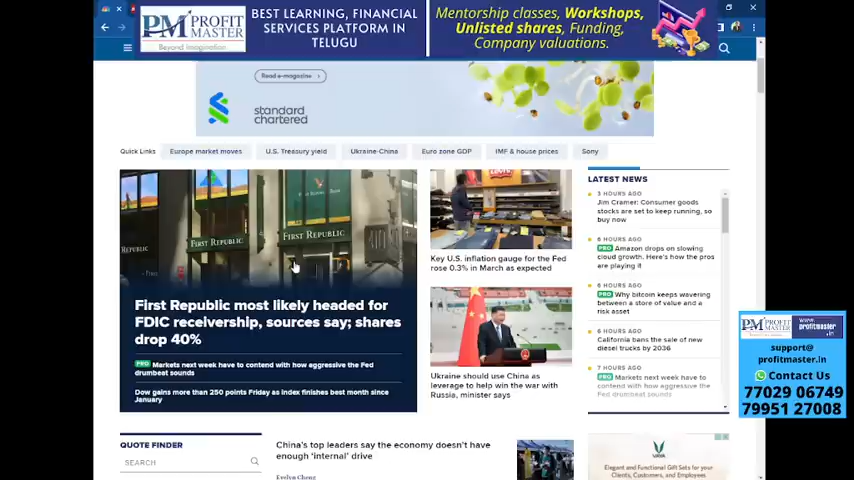 PM PROFIT MASTER
Beyond imagination
BEST LEARNING, FINANCIAL
SERVICES PLATFORM IN
TELUGU
Mentorship classes, Workshops,
Unlisted shares, Funding,
Company valuations.
Read e-magazine
standard
chartered
Quick Links
Europe market moves
U.S. Treasury yield
Ukraine-China
Euro zone GDP
IMF & house prices
Sony
FIRST REPUBLIC
FIRST REPUBLIC
First Republic most likely headed for
FDIC receivership, sources say; shares
drop 40%
PRO Markets next week have to contend with how aggressive the Fed
drumbeat sounds
Dow gains more than 250 points Friday as index finishes best month since
January
LEVI'S
Key U.S. inflation gauge for the Fed
rose 0.3% in March as expected
Ukraine should use China as
leverage to help win the war with
Russia, minister says
LATEST NEWS
3 HOURS AGO
Jim Cramer: Consumer goods
stocks are set to keep running, so
buy now
6 HOURS AGO
PRO Amazon drops on slowing
cloud growth. Here's how the pros
are playing it
6 HOURS AGO
PRO Why bitcoin keeps wavering
between a store of value and a
risk asset
6 HOURS AGO
California bans the sale of new
diesel trucks by 2036
7 HOURS AGO
PRO Markets next week have to
contend with how aggressive the
Fed drumbeat sounds
PM PROFIT MASTER
www.
profitmaster.in
support@
profitmaster.in
Contact Us
77029 06749
79951 27008
QUOTE FINDER
SEARCH
China's top leaders say the economy doesn't have
enough 'internal' drive
Evelyn Cheng
Elegant and Functional Gift Sets for your
Clients, Customers, and Employees